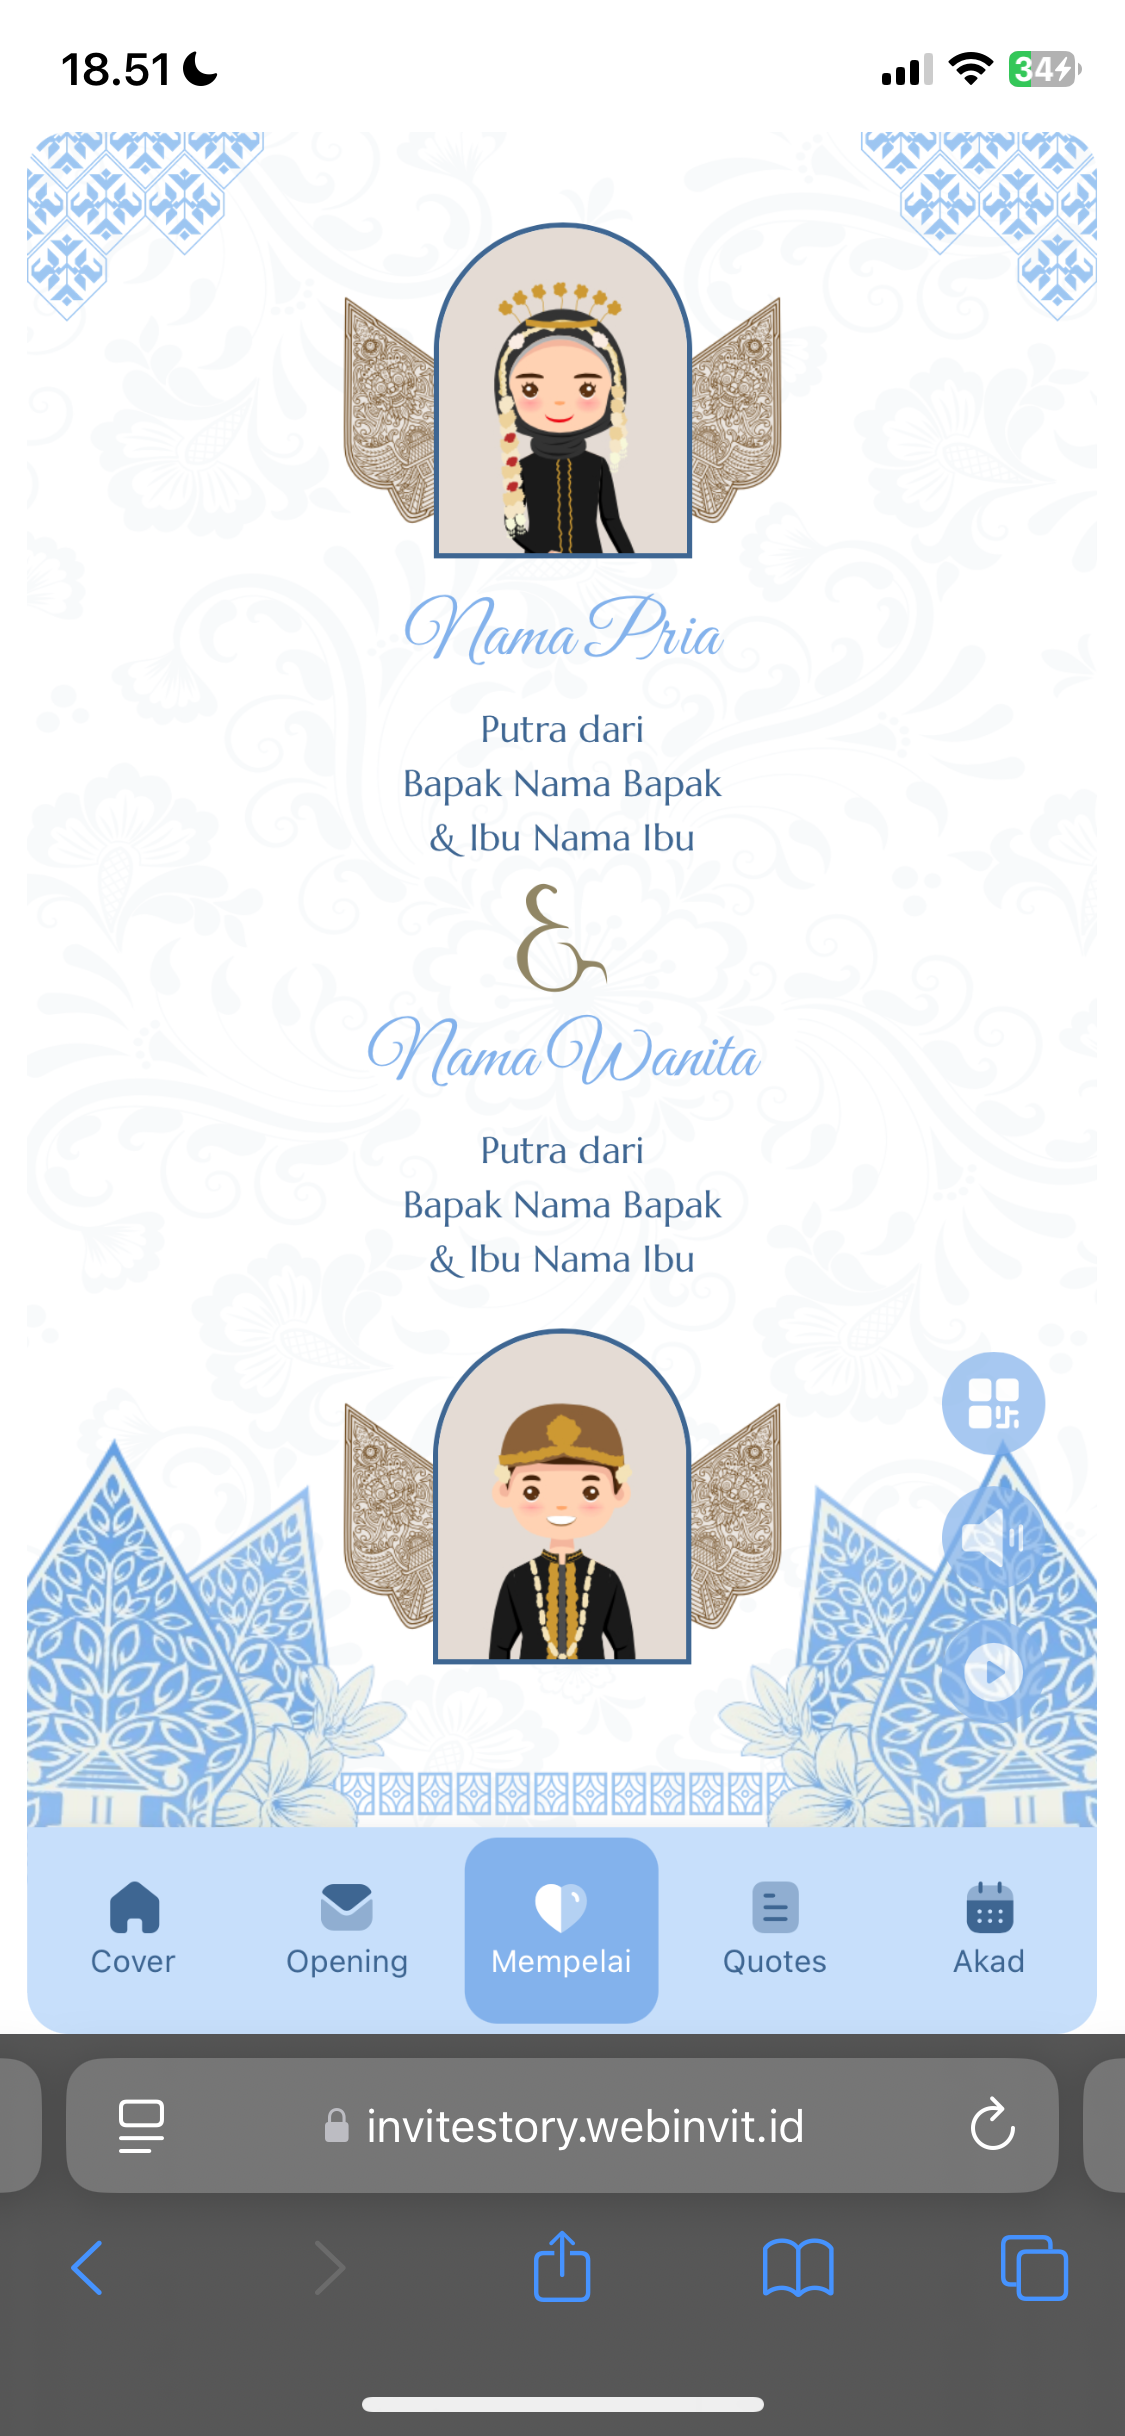 18.51
34
Nama Pria
Putra dari
Bapak Nama Bapak
& Ibu Nama Ibu
&
Nama Wanita
Putra dari
Bapak Nama Bapak
& Ibu Nama Ibu
Cover
Opening
Mempelai
Quotes
Akad
invitestory.webinvit.id